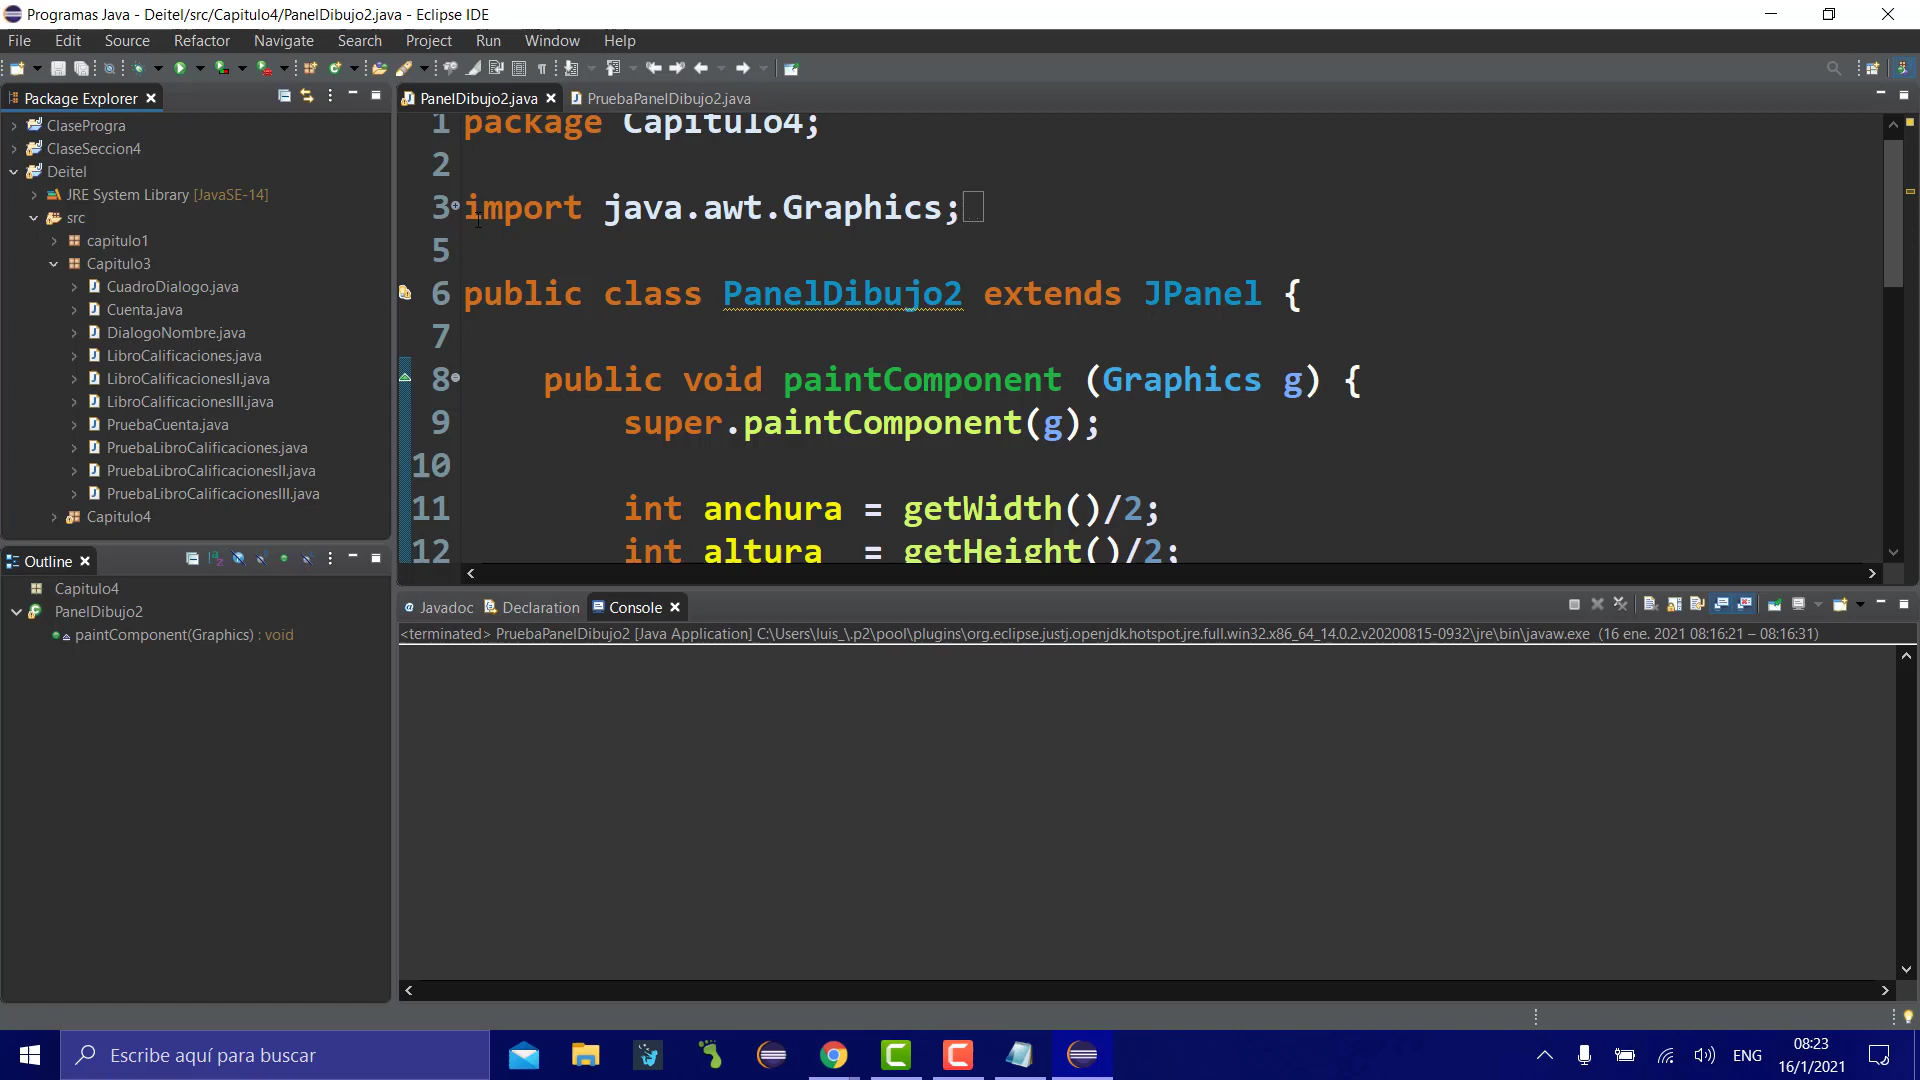 Programas Java - Deitel/src/Capitulo4/PanelDibujo2.java - Eclipse IDE
File Edit Source Refactor Navigate Search Project Run Window Help
Package Explorer
ClaseProgra
ClaseSeccion4
Deitel
JRE System Library [JavaSE-14]
src
capitulo1
Capitulo3
CuadroDialogo.java
Cuenta.java
DialogoNombre.java
LibroCalificaciones.java
LibroCalificacionesII.java
LibroCalificacionesIII.java
PruebaCuenta.java
PruebaLibroCalificaciones.java
PruebaLibroCalificacionesII.java
PruebaLibroCalificacionesIII.java
Capitulo4
Outline
Capitulo4
PanelDibujo2
paintComponent(Graphics) : void
PanelDibujo2.java PruebaPanelDibujo2.java
1 package Capitulo4;
2
3 import java.awt.Graphics;
5
6 public class PanelDibujo2 extends JPanel {
7
8 public void paintComponent (Graphics g) {
9 super.paintComponent(g);
10
11 int anchura = getWidth()/2;
12 int altura = getHeight()/2;
@ Javadoc Declaration Console
<terminated> PruebaPanelDibujo2 [Java Application] C:\Users\luis_\.p2\pool\plugins\org.eclipse.justj.openjdk.hotspot.jre.full.win32.x86_64_14.0.2.v20200815-0932\jre\bin\javaw.exe (16 ene. 2021 08:16:21 – 08:16:31)
Escribe aquí para buscar
ENG
08:23
16/1/2021